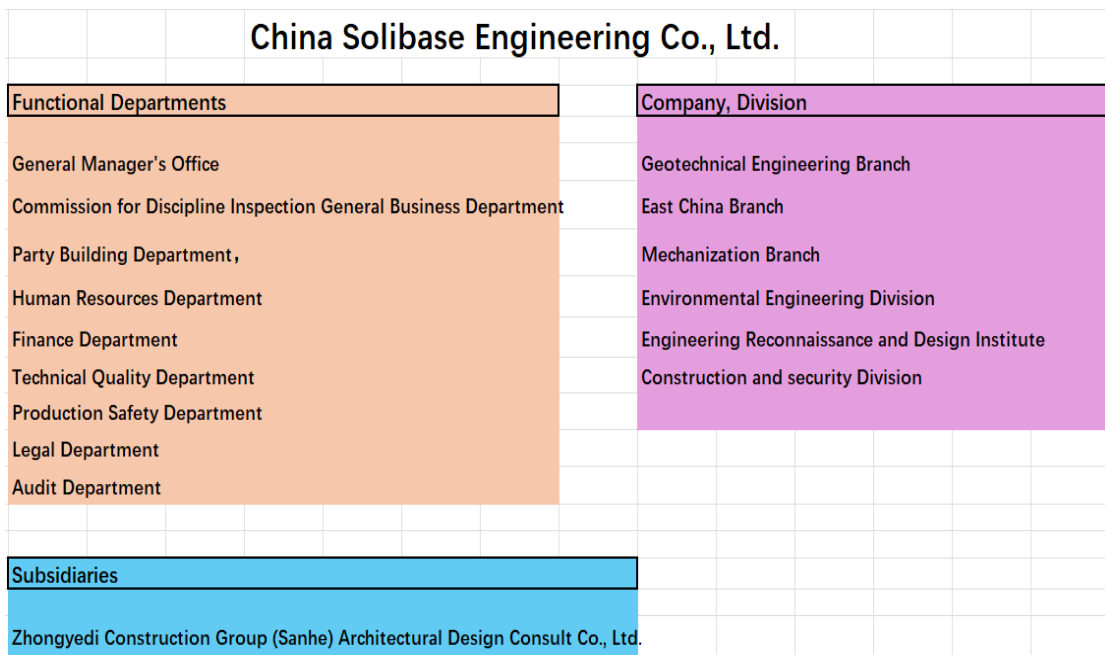 China Solibase Engineering Co., Ltd.
Functional Departments
General Manager's Office
Commission for Discipline Inspection General Business Department
Party Building Department，
Human Resources Department
Finance Department
Technical Quality Department
Production Safety Department
Legal Department
Audit Department
Company, Division
Geotechnical Engineering Branch
East China Branch
Mechanization Branch
Environmental Engineering Division
Engineering Reconnaissance and Design Institute
Construction and security Division
Subsidiaries
Zhongyedi Construction Group (Sanhe) Architectural Design Consult Co., Ltd.